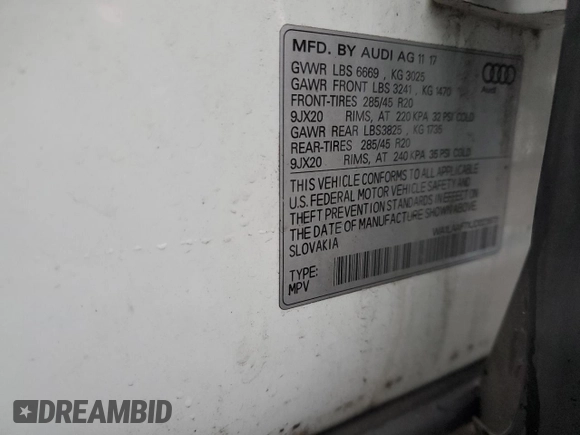 MFD. BY AUDI AG 11 17
GVWR LBS 6669 , KG 3025
GAWR FRONT LBS 3241 , KG 1470
FRONT-TIRES 285/45 R20
9JX20 RIMS, AT 220 KPA 32 PSI COLD
GAWR REAR LBS3825 , KG 1735
REAR-TIRES 285/45 R20
9JX20 RIMS, AT 240 KPA 35 PSI COLD
THIS VEHICLE CONFORMS TO ALL APPLICABLE
U.S. FEDERAL MOTOR VEHICLE SAFETY AND
THEFT PREVENTION STANDARDS IN EFFECT ON
THE DATE OF MANUFACTURE SHOWN ABOVE.
SLOVAKIA
TYPE:
MPV
Audi
DREAMBID